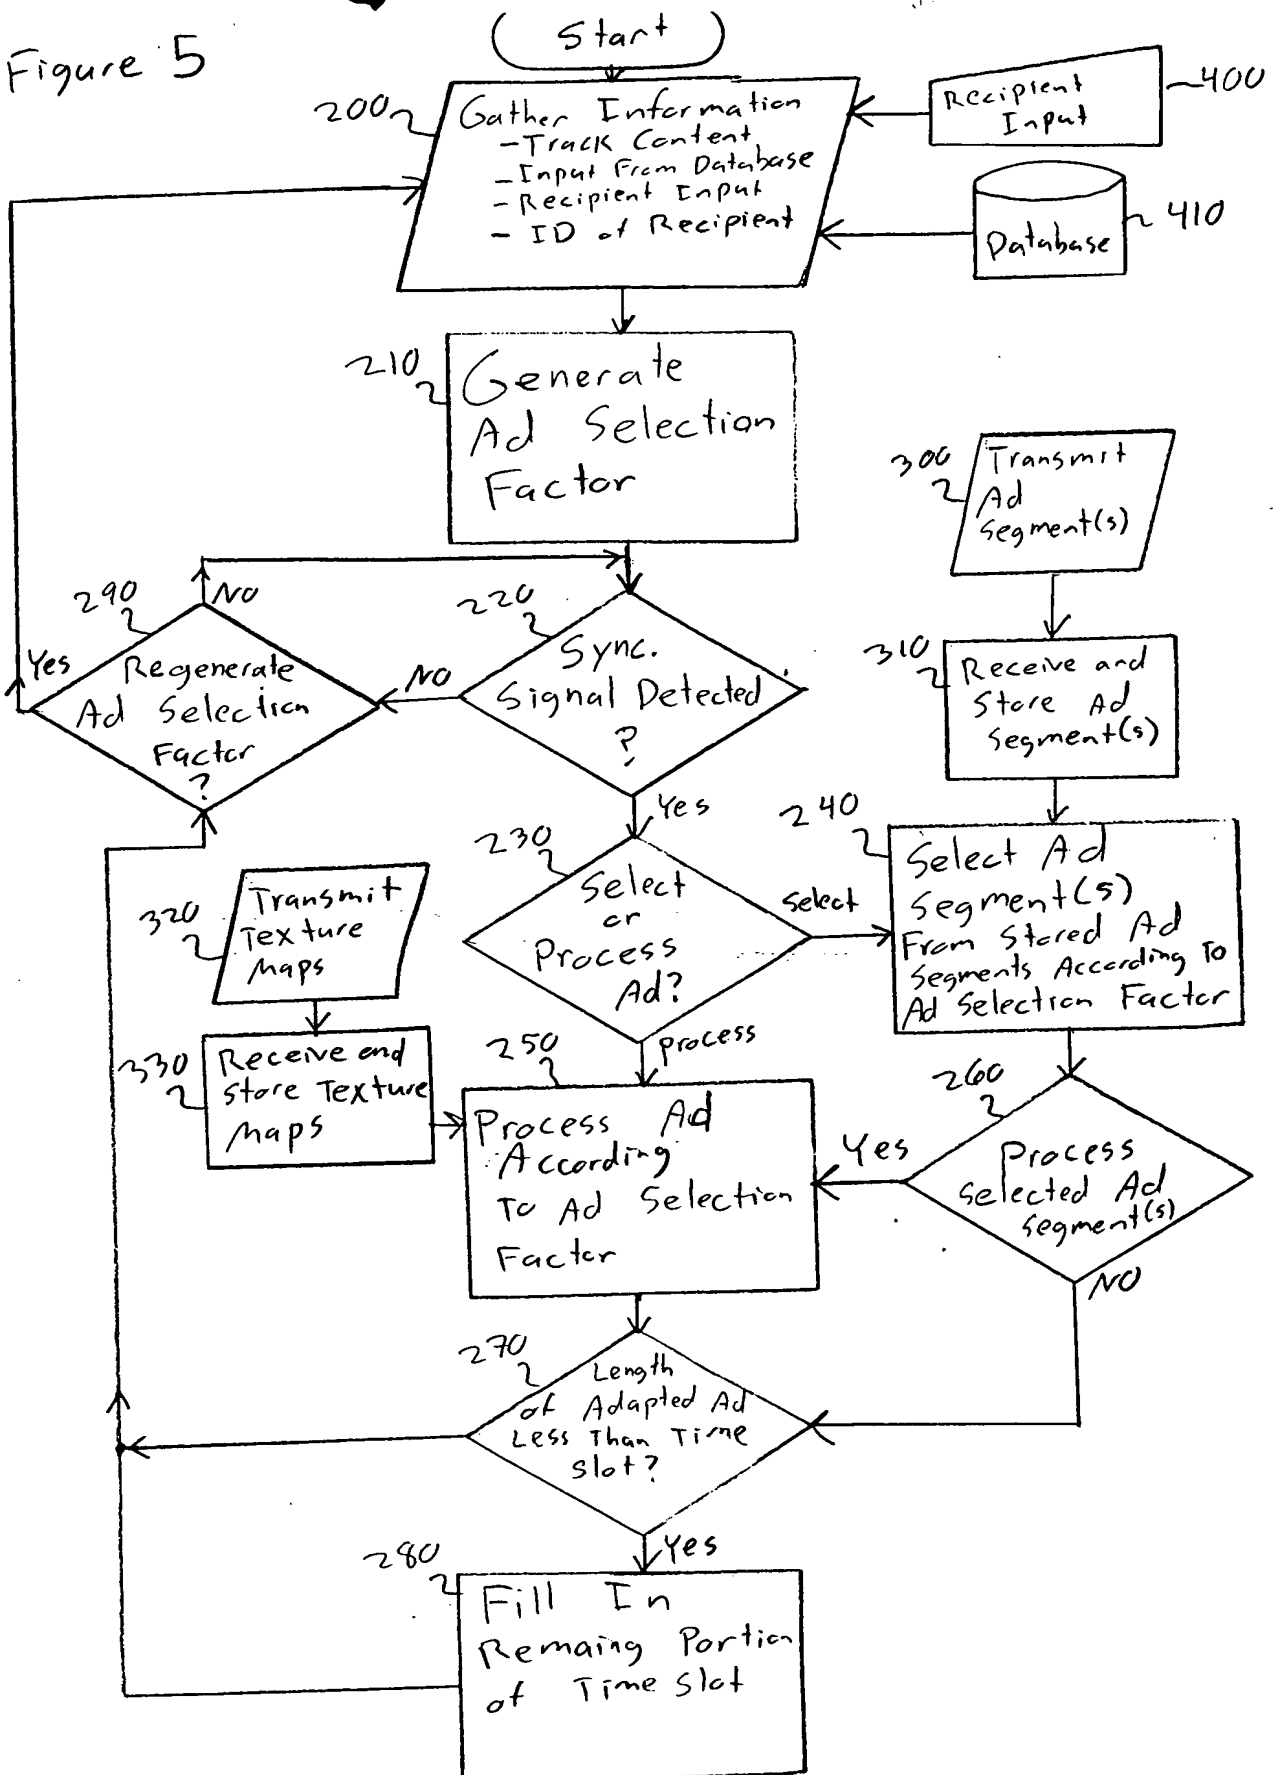 Figure 5
Start
200
Gather Information
- Track Content
- Input From Database
- Recipient Input
- ID of Recipient
Recipient
Input
400
Database
410
210
Generate
Ad Selection
Factor
300
Transmit
Ad
Segment(s)
290
No
220
Sync.
Signal Detected
?
No
Yes
Regenerate
Ad Selection
Factor
?
310
Receive and
Store Ad
Segment(s)
Yes
230
Select
or
Process
Ad?
Select
240
Select Ad
Segment(s)
From Stored Ad
Segments According To
Ad Selection Factor
320
Transmit
Texture
Maps
330
Receive and
Store Texture
Maps
Process
250
Process Ad
According
To Ad Selection
Factor
260
Yes
Process
Selected Ad
Segment(s)
NO
270
Length
of Adapted Ad
Less Than Time
Slot?
Yes
280
Fill In
Remaing Portion
of Time Slot